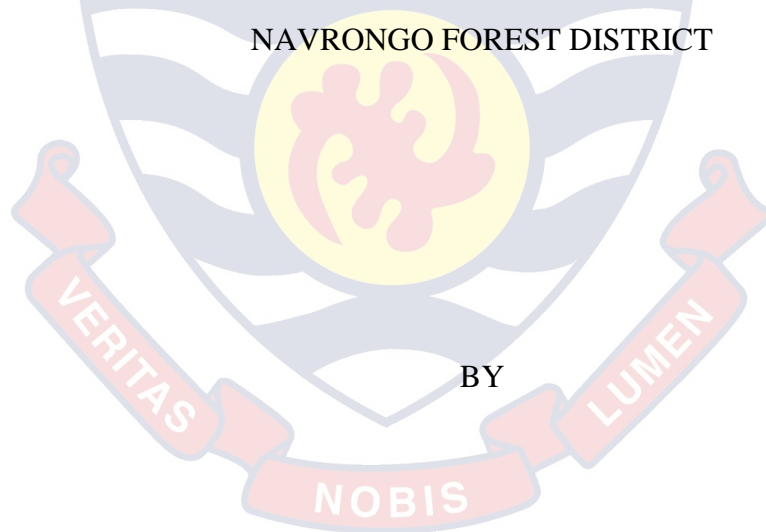 NAVRONGO FOREST DISTRICT
BY
VERITAS
NOBIS
LUMEN